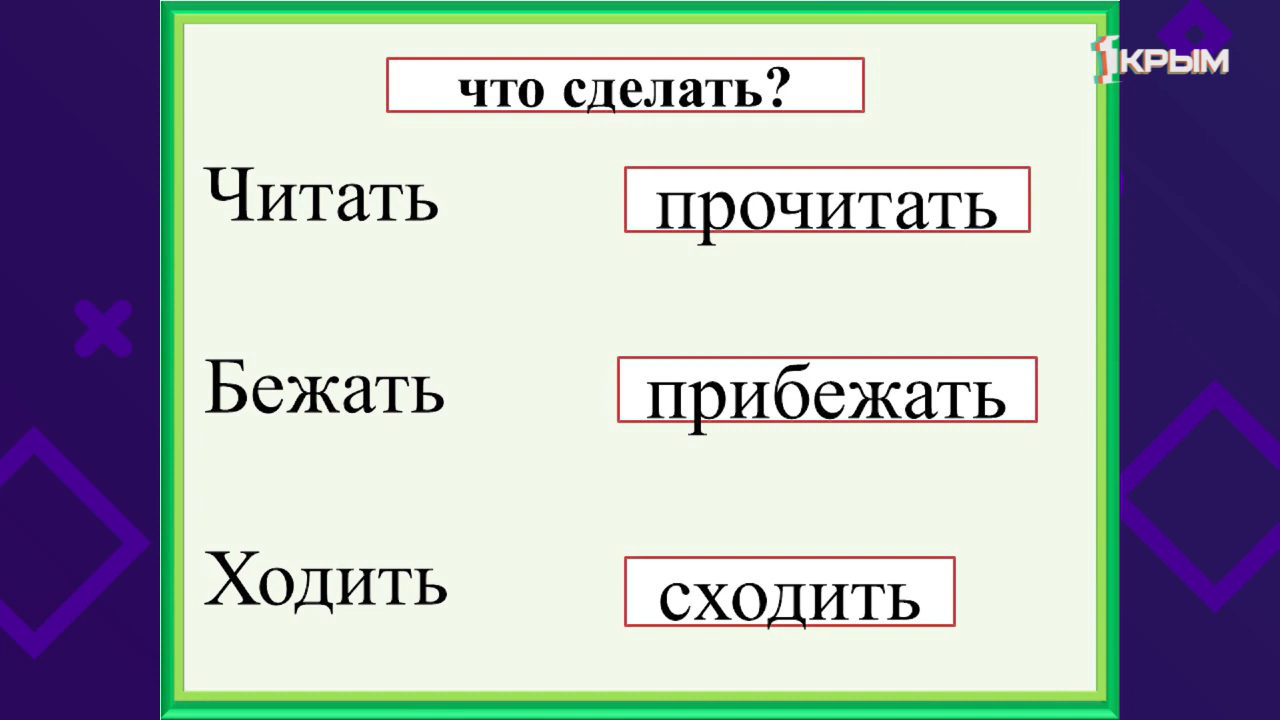 что сделать?
1КРЫМ
Читать прочитать
Бежать прибежать
Ходить сходить